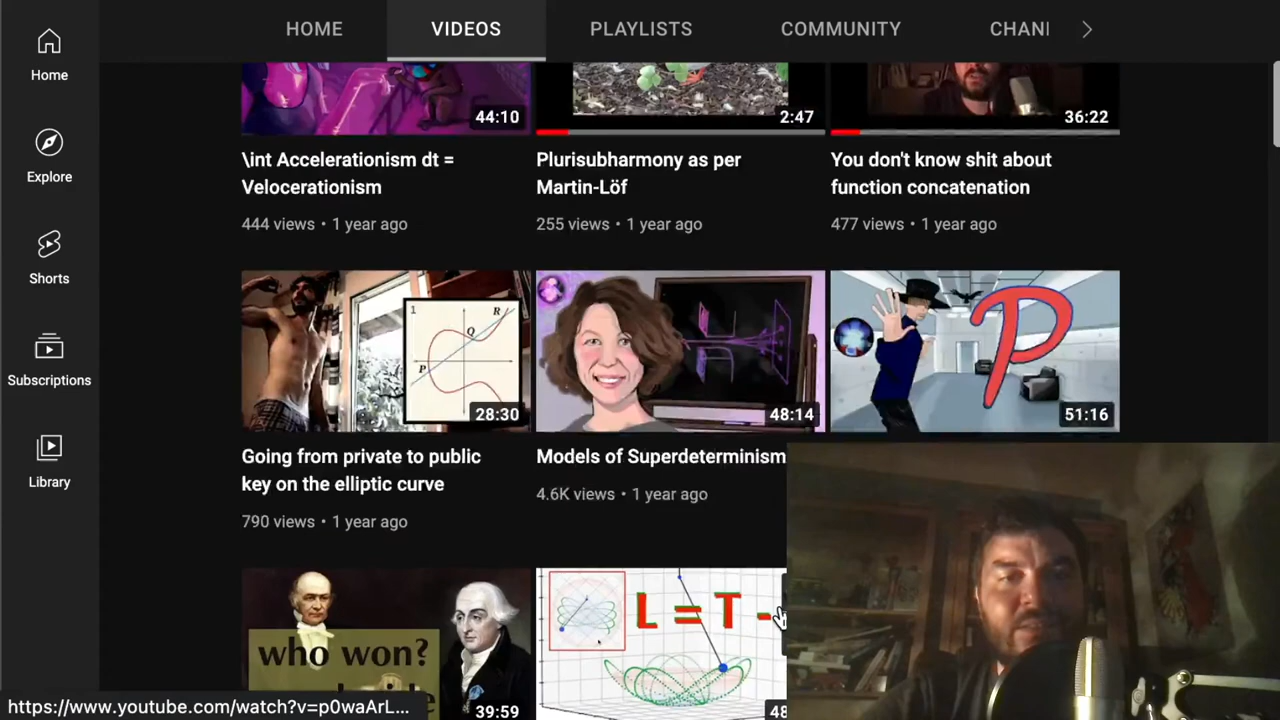 HOME
VIDEOS
PLAYLISTS
COMMUNITY
CHANI
Home
Explore
Shorts
Subscriptions
Library
44:10
2:47
36:22
\int Accelerationism dt =
Velocerationism
444 views • 1 year ago
Plurisubharmony as per
Martin-Löf
255 views • 1 year ago
You don't know shit about
function concatenation
477 views • 1 year ago
1
R
Q
P
28:30
48:14
P
51:16
Going from private to public
key on the elliptic curve
790 views • 1 year ago
Models of Superdeterminism
4.6K views • 1 year ago
who won?
39:59
L = T -
48
https://www.youtube.com/watch?v=p0waArL...